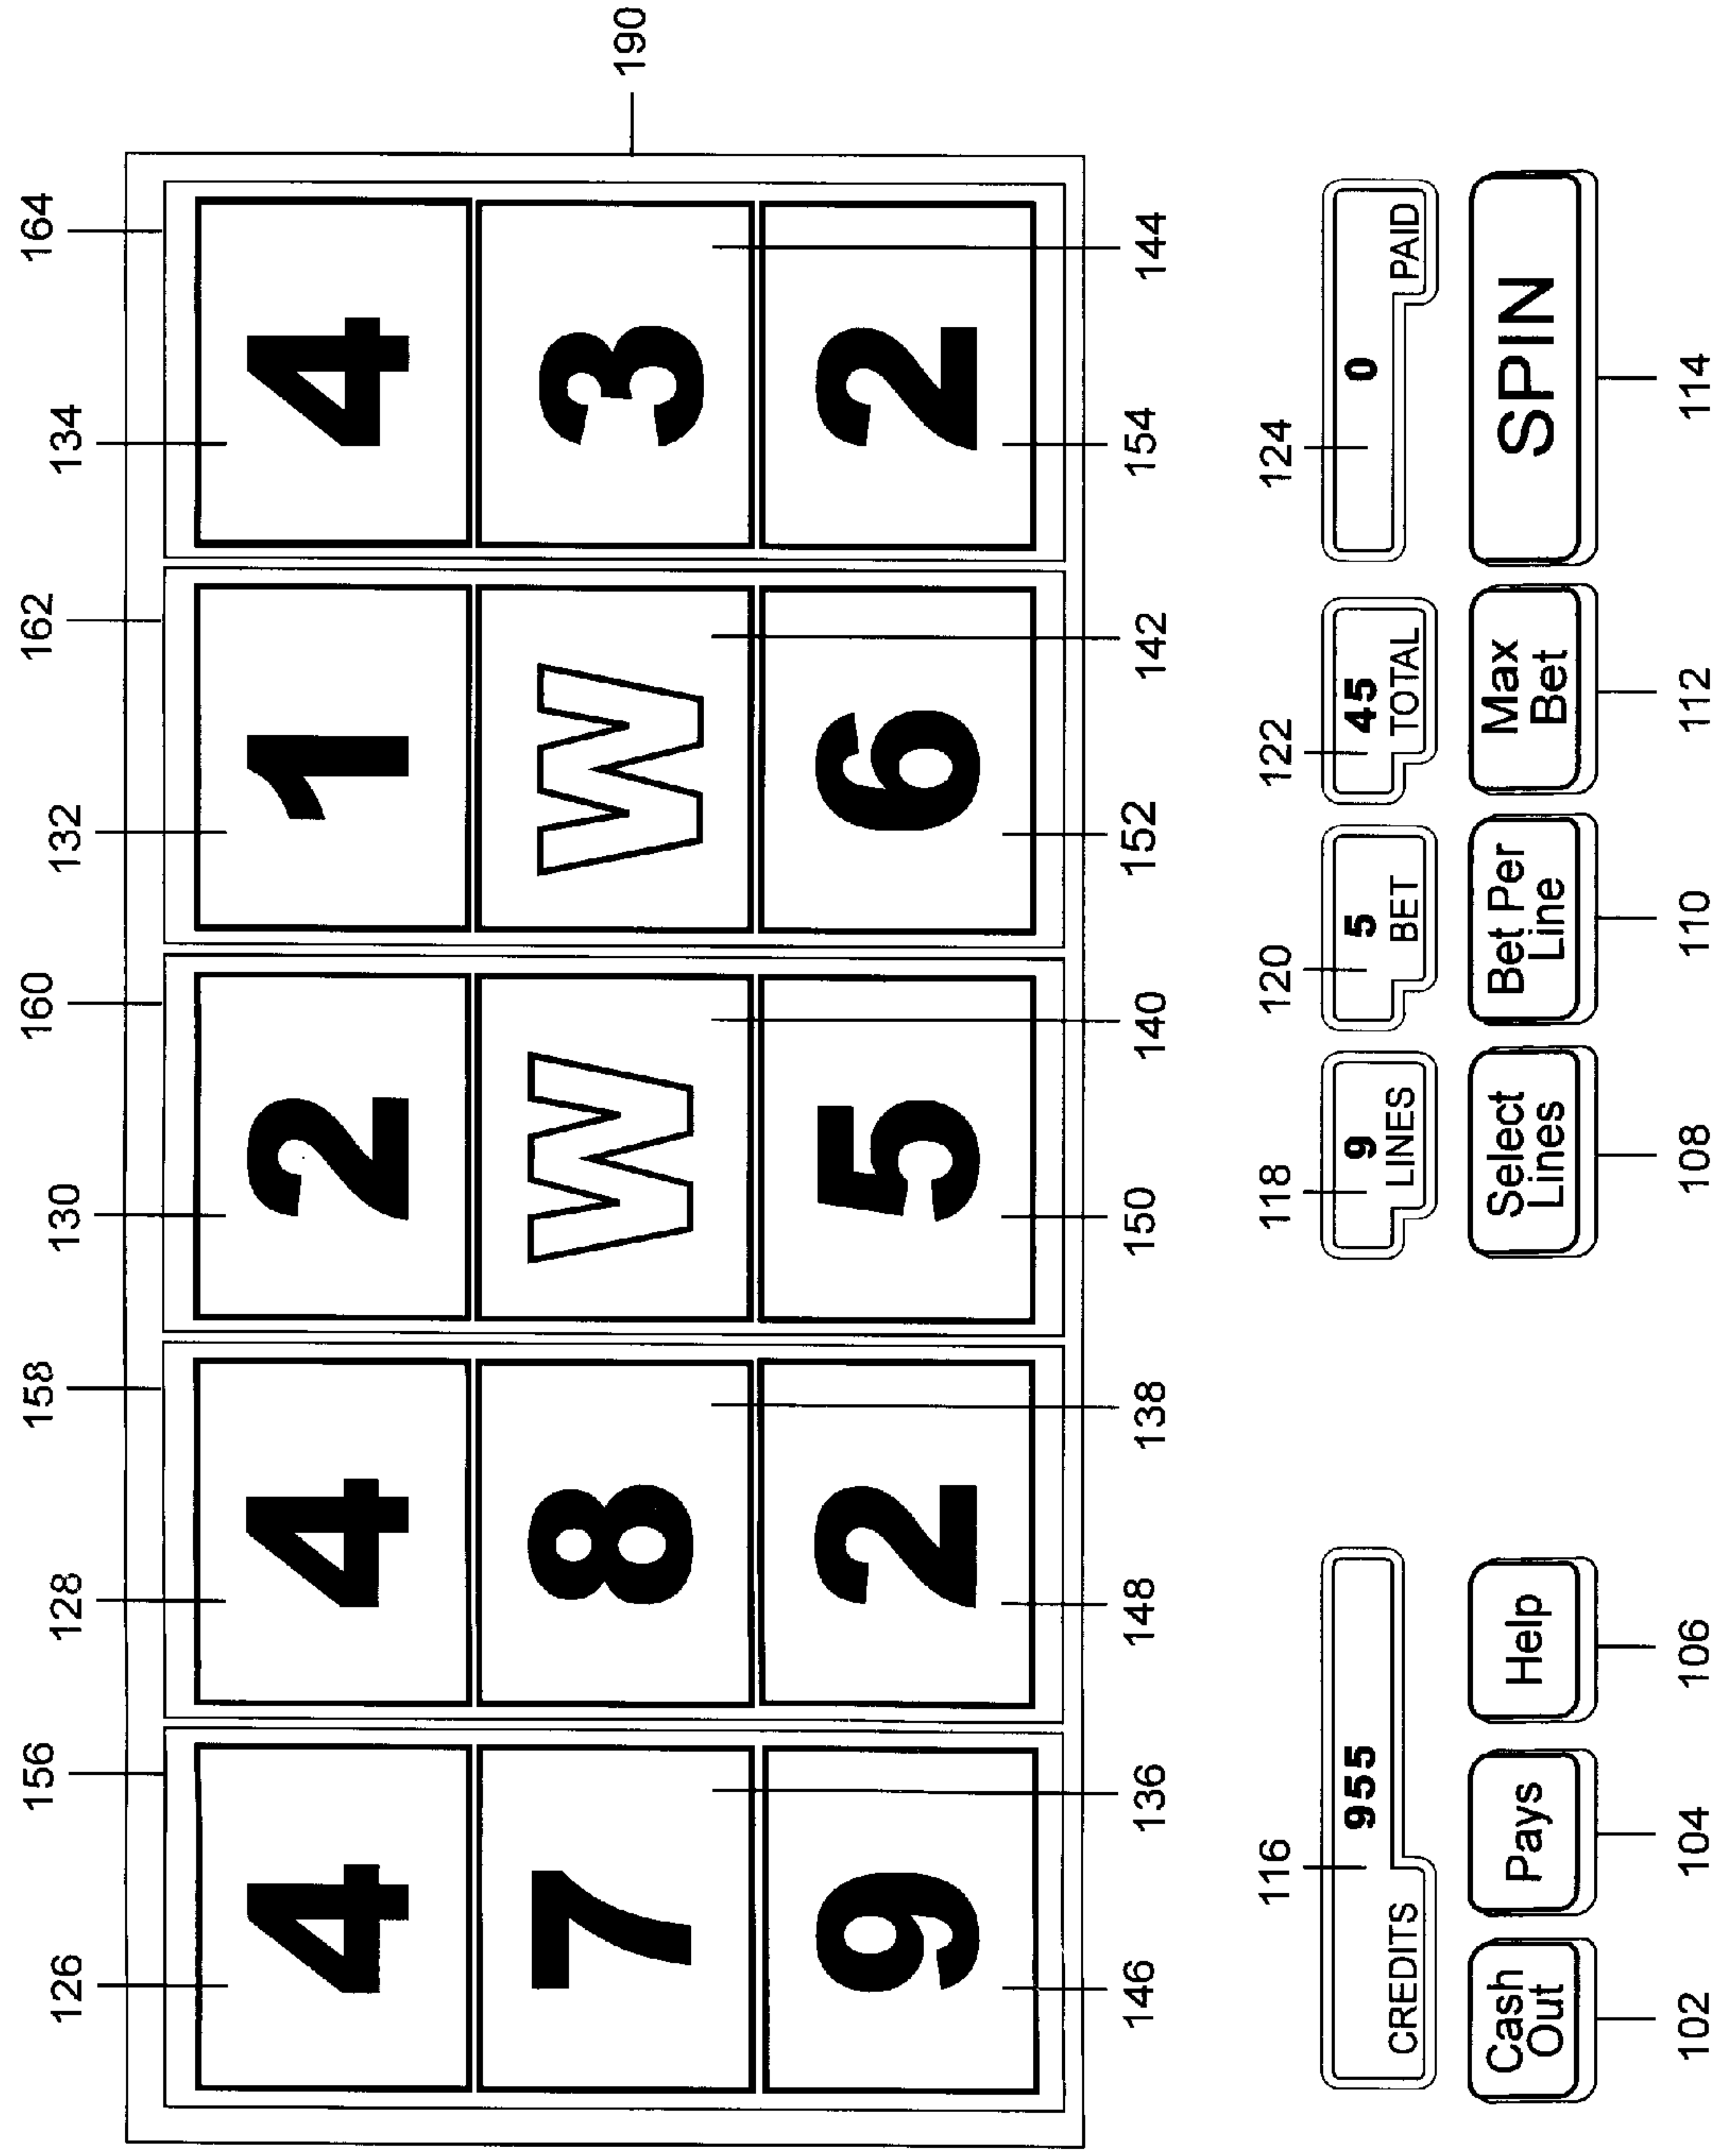 156 158 160 162 164
126 128 130 132 134
4 4 2 1 4
190
7 8 W W 3
9 2 5 6 2
146 148 150 152 154
136 138 140 142 144
116 118 120 122 124
955 9 5 45 0
CREDITS LINES BET TOTAL PAID
Cash Pays Help Select Bet Per Max SPIN
Out Lines Line Bet
102 104 106 108 110 112 114